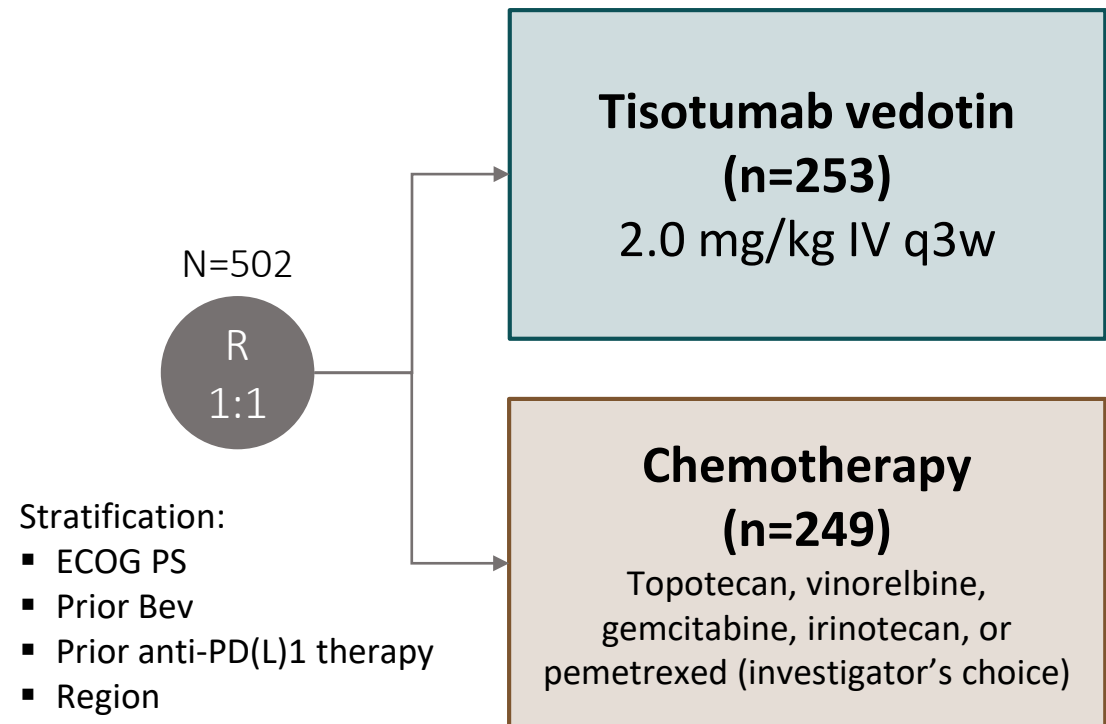 Tisotumab vedotin
(n=253)
2.0 mg/kg IV q3w
N=502
R
1:1
Chemotherapy
(n=249)
Topotecan, vinorelbine,
gemcitabine, irinotecan, or
pemetrexed (investigator’s choice)
Stratification:
▪ ECOG PS
▪ Prior Bev
▪ Prior anti-PD(L)1 therapy
▪ Region